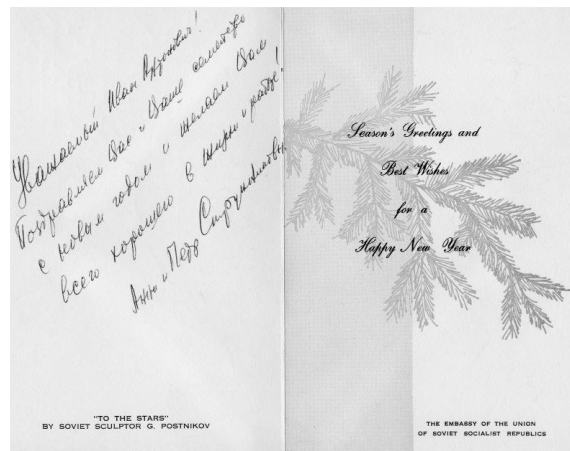 Уважаемый Иван
Поздравляем Вас и Ваше семейство
с новым годом и желаем Вам
всего хорошего в жизни и работе!
Анна и
"TO THE STARS"
BY SOVIET SCULPTOR G. POSTNIKOV
Season's Greetings and
Best Wishes
for a
Happy New Year
THE EMBASSY OF THE UNION
OF SOVIET SOCIALIST REPUBLICS